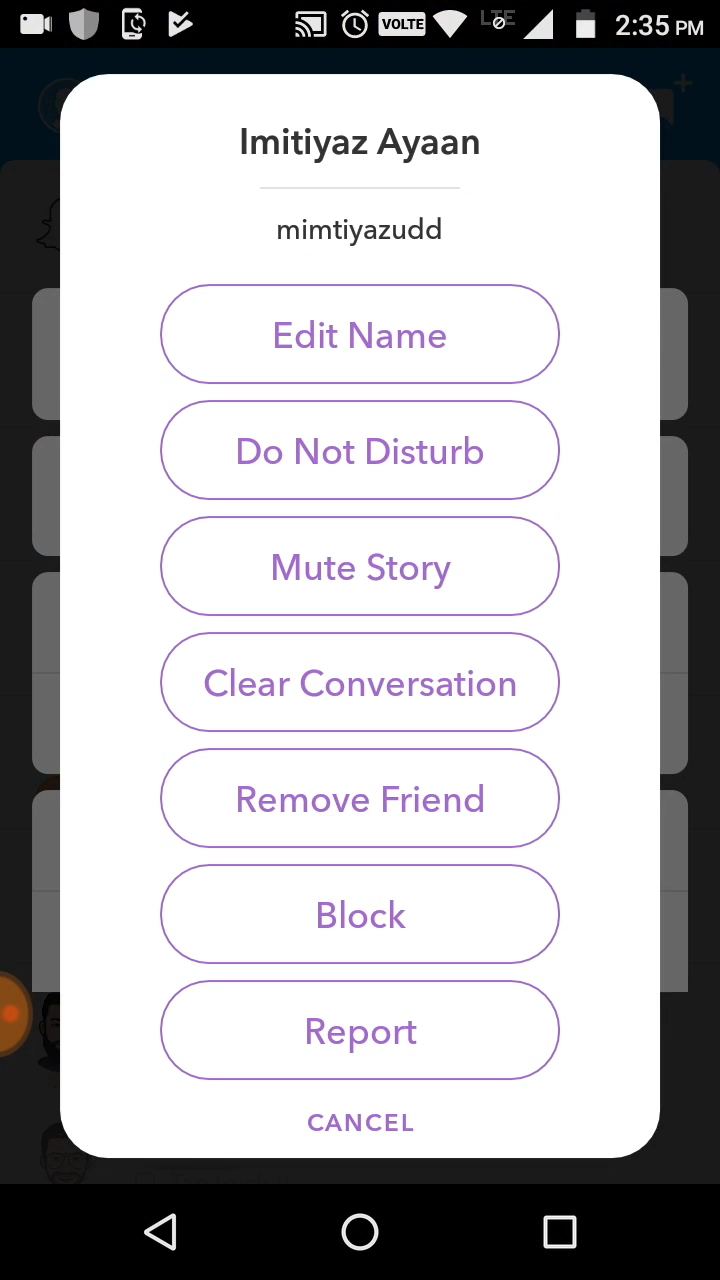 VOLTE LTE 2:35 PM
Imitiyaz Ayaan
mimtiyazudd
Edit Name
Do Not Disturb
Mute Story
Clear Conversation
Remove Friend
Block
Report
CANCEL